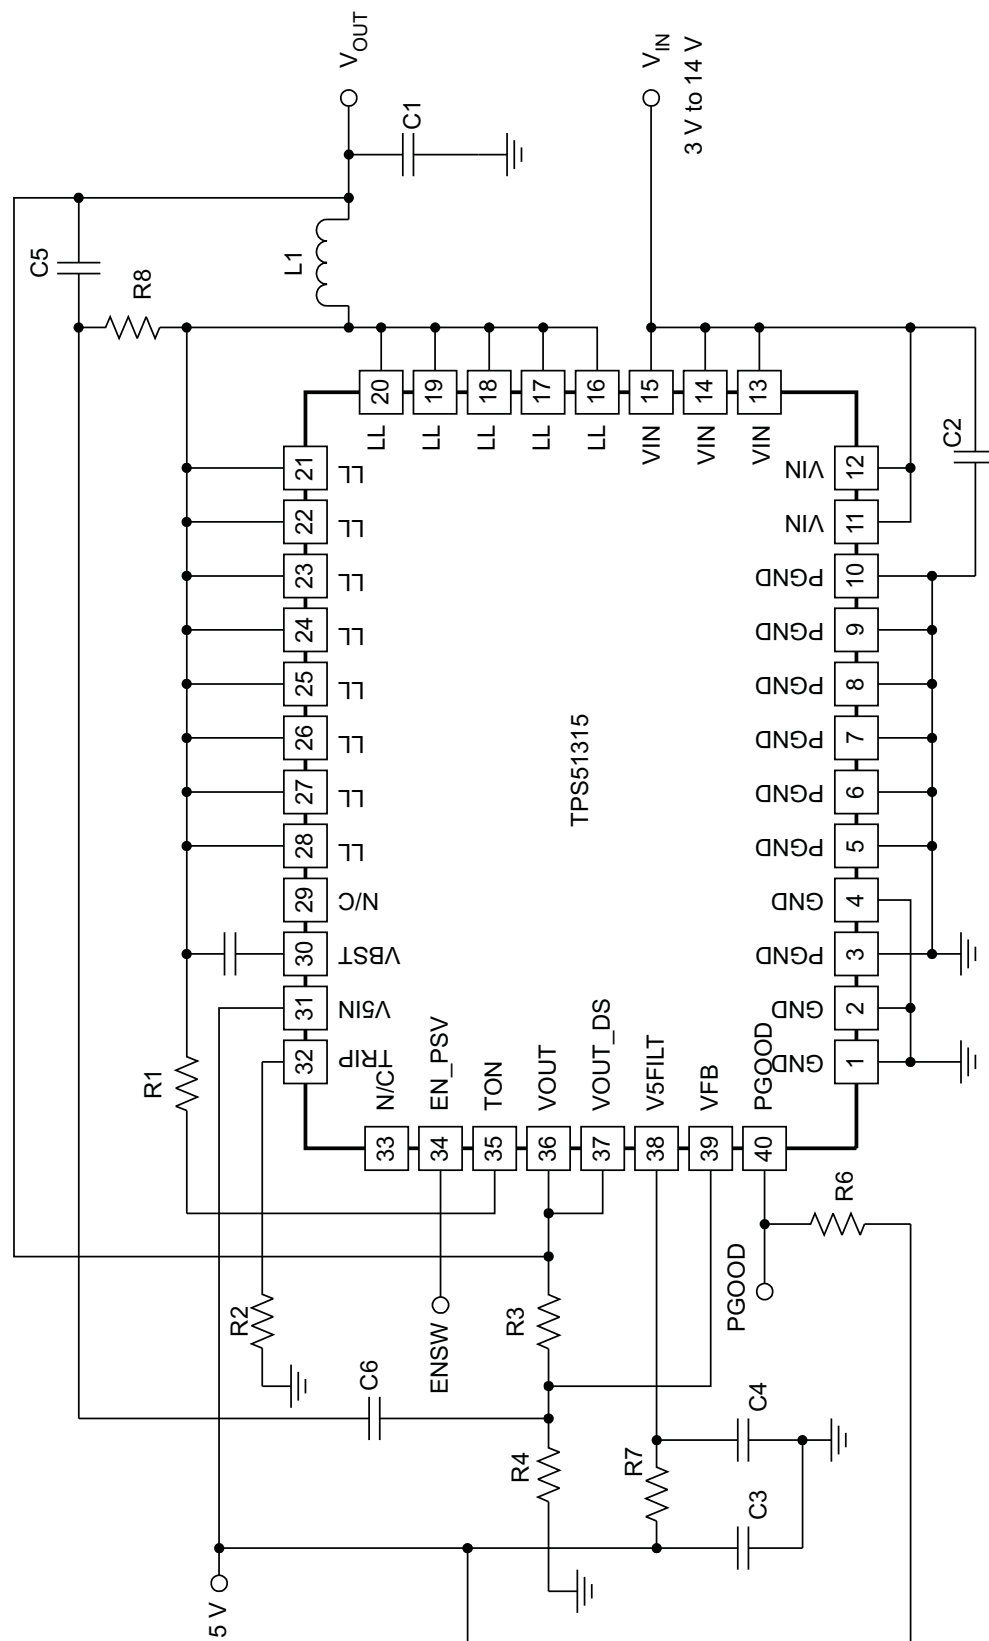 V_OUT
C1
V_IN
3 V to 14 V
C5
R8
L1
C2
20
19
18
17
16
15
14
13
LL
LL
LL
LL
LL
VIN
VIN
VIN
21 LL
22 LL
23 LL
24 LL
25 LL
26 LL
27 LL
28 LL
29 N/C
30 VBST
31 V5IN
32 TRIP
VIN 12
VIN 11
PGND 10
PGND 9
PGND 8
PGND 7
PGND 6
PGND 5
GND 4
PGND 3
GND 2
GND 1
TPS51315
N/C
EN_PSV
TON
VOUT
VOUT_DS
V5FILT
VFB
PGOOD
33
34
35
36
37
38
39
40
R1
R2
ENSW
R3
PGOOD
R6
C6
R4
R7
C4
C3
5 V